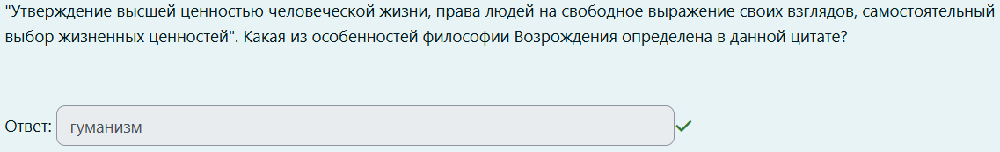 "Утверждение высшей ценностью человеческой жизни, права людей на свободное выражение своих взглядов, самостоятельный
выбор жизненных ценностей". Какая из особенностей философии Возрождения определена в данной цитате?
Ответ: гуманизм